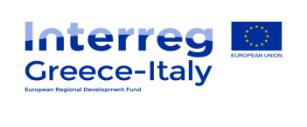 Interreg
Greece-Italy
European Regional Development Fund
EUROPEAN UNION